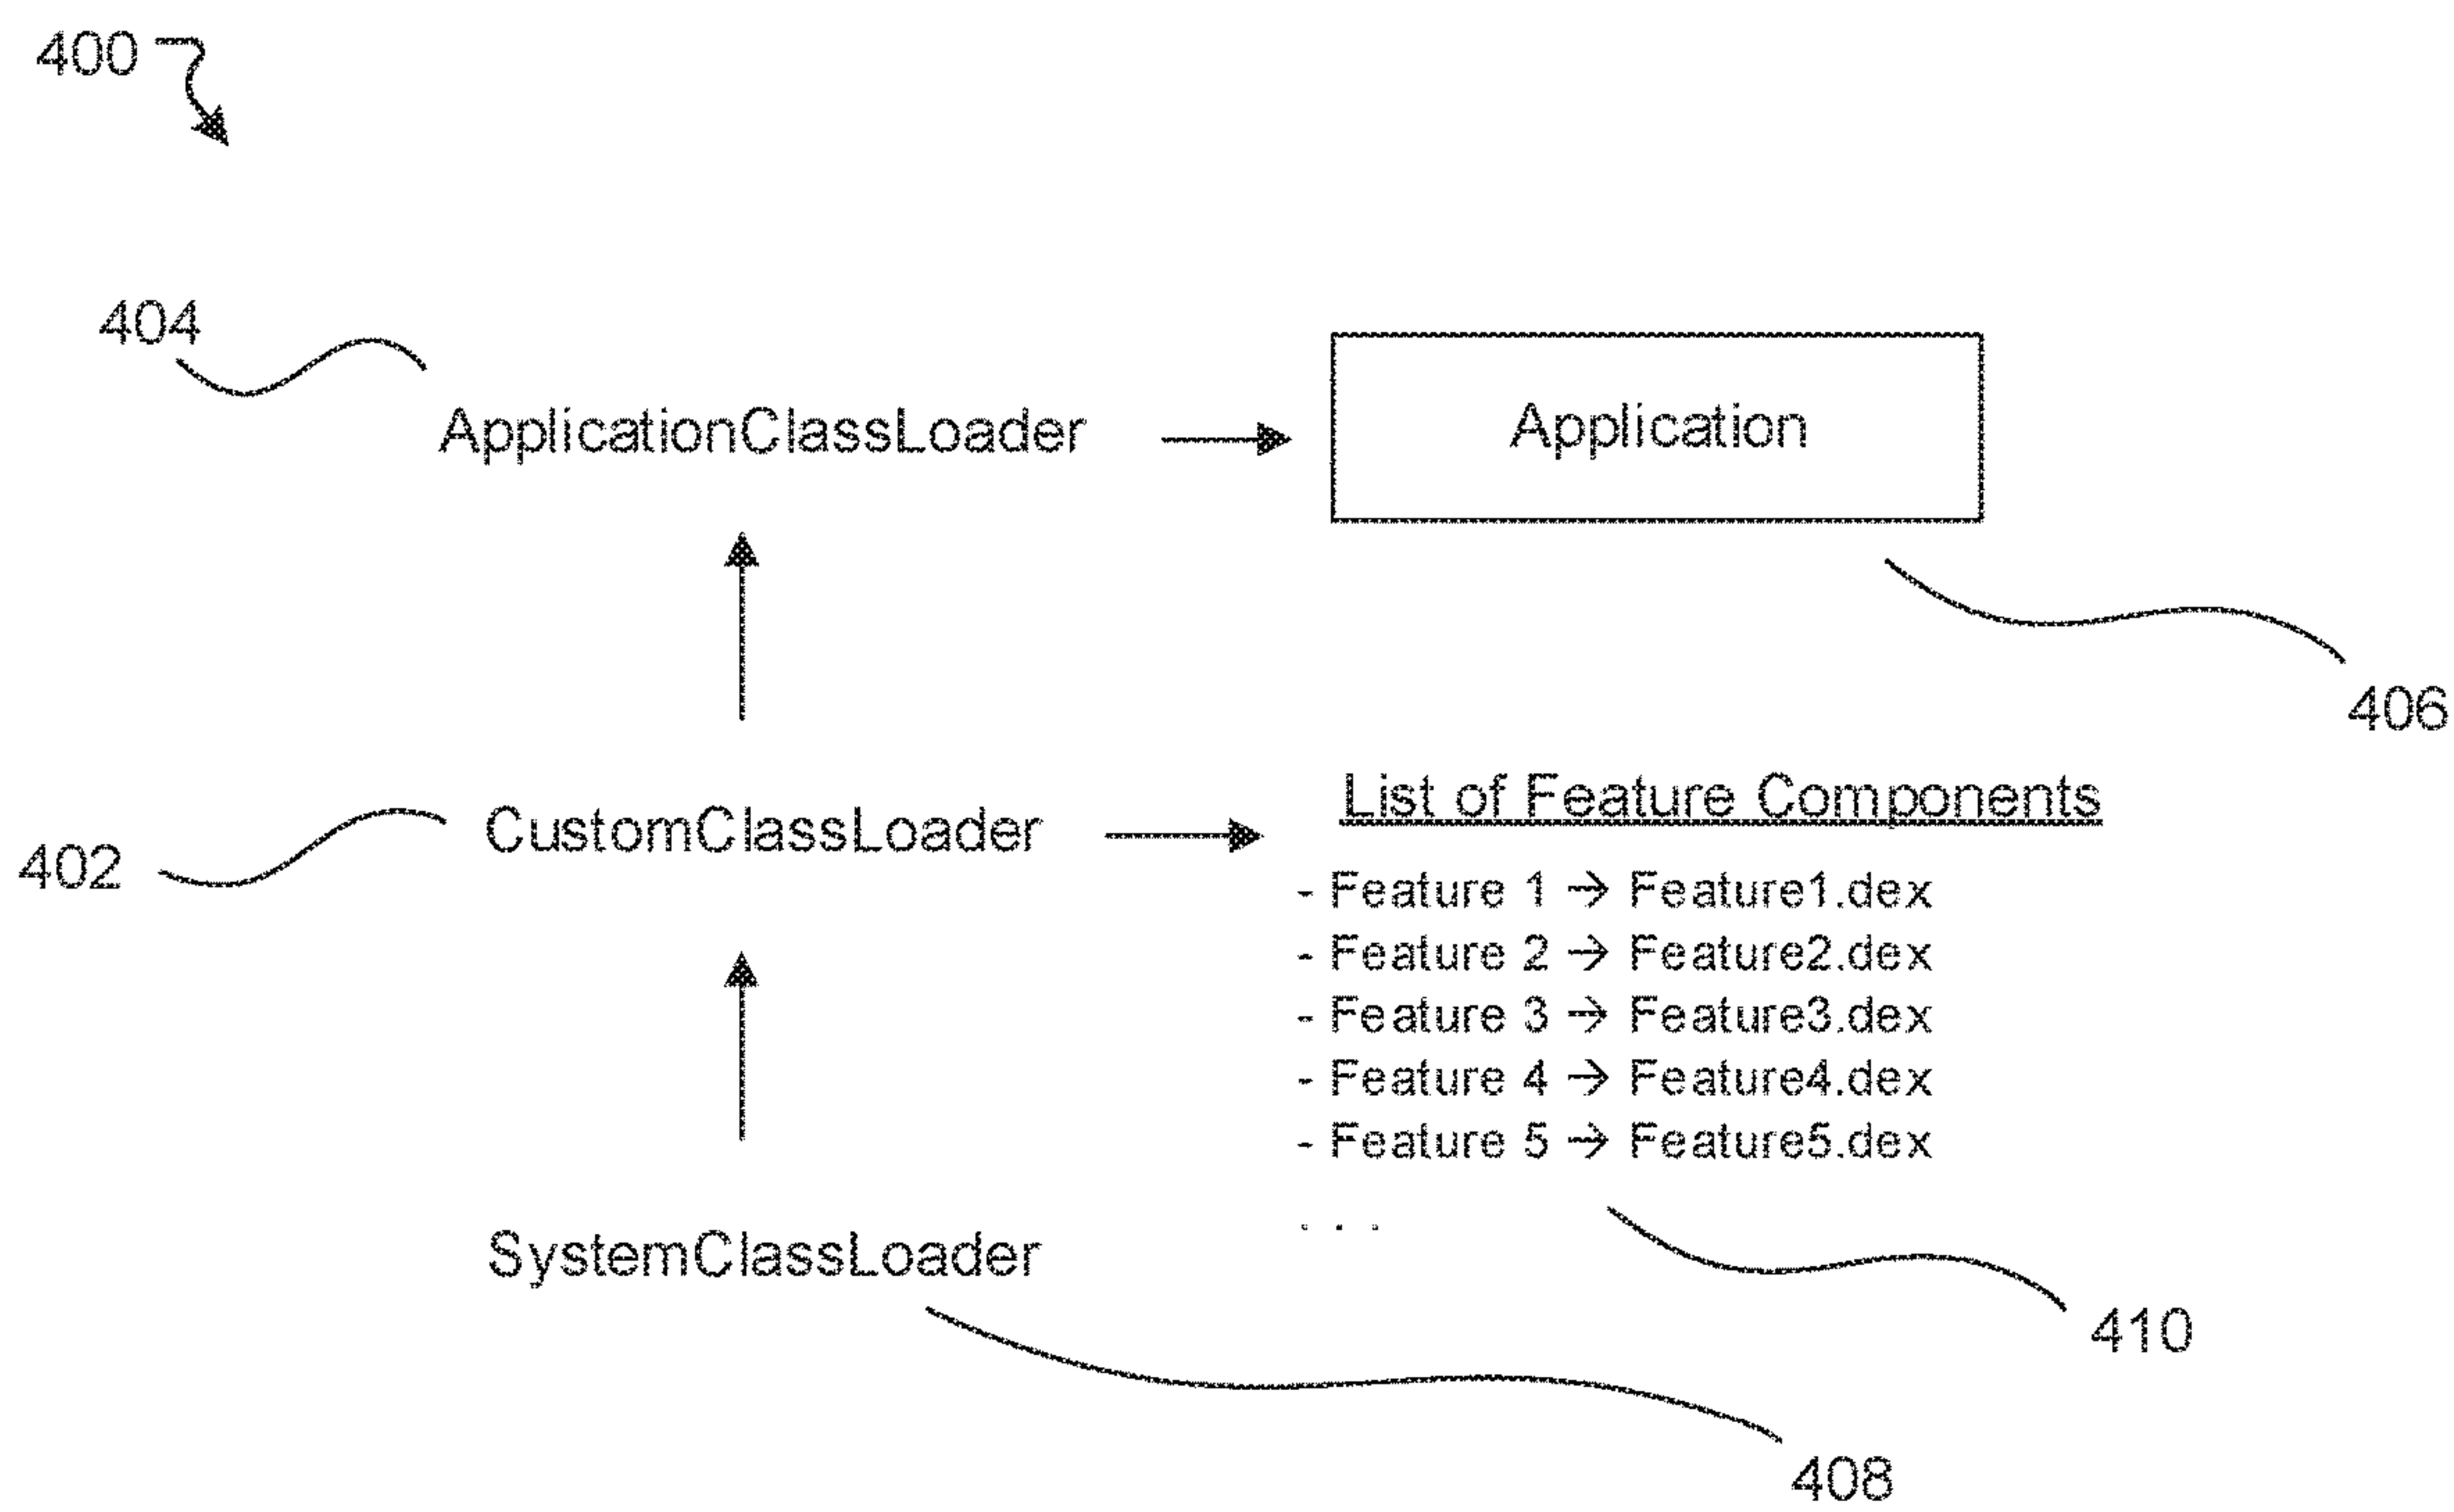 400
404
ApplicationClassLoader
Application
406
List of Feature Components
402
CustomClassLoader
- Feature 1 → Feature1.dex
- Feature 2 → Feature2.dex
- Feature 3 → Feature3.dex
- Feature 4 → Feature4.dex
- Feature 5 → Feature5.dex
. . .
SystemClassLoader
410
408